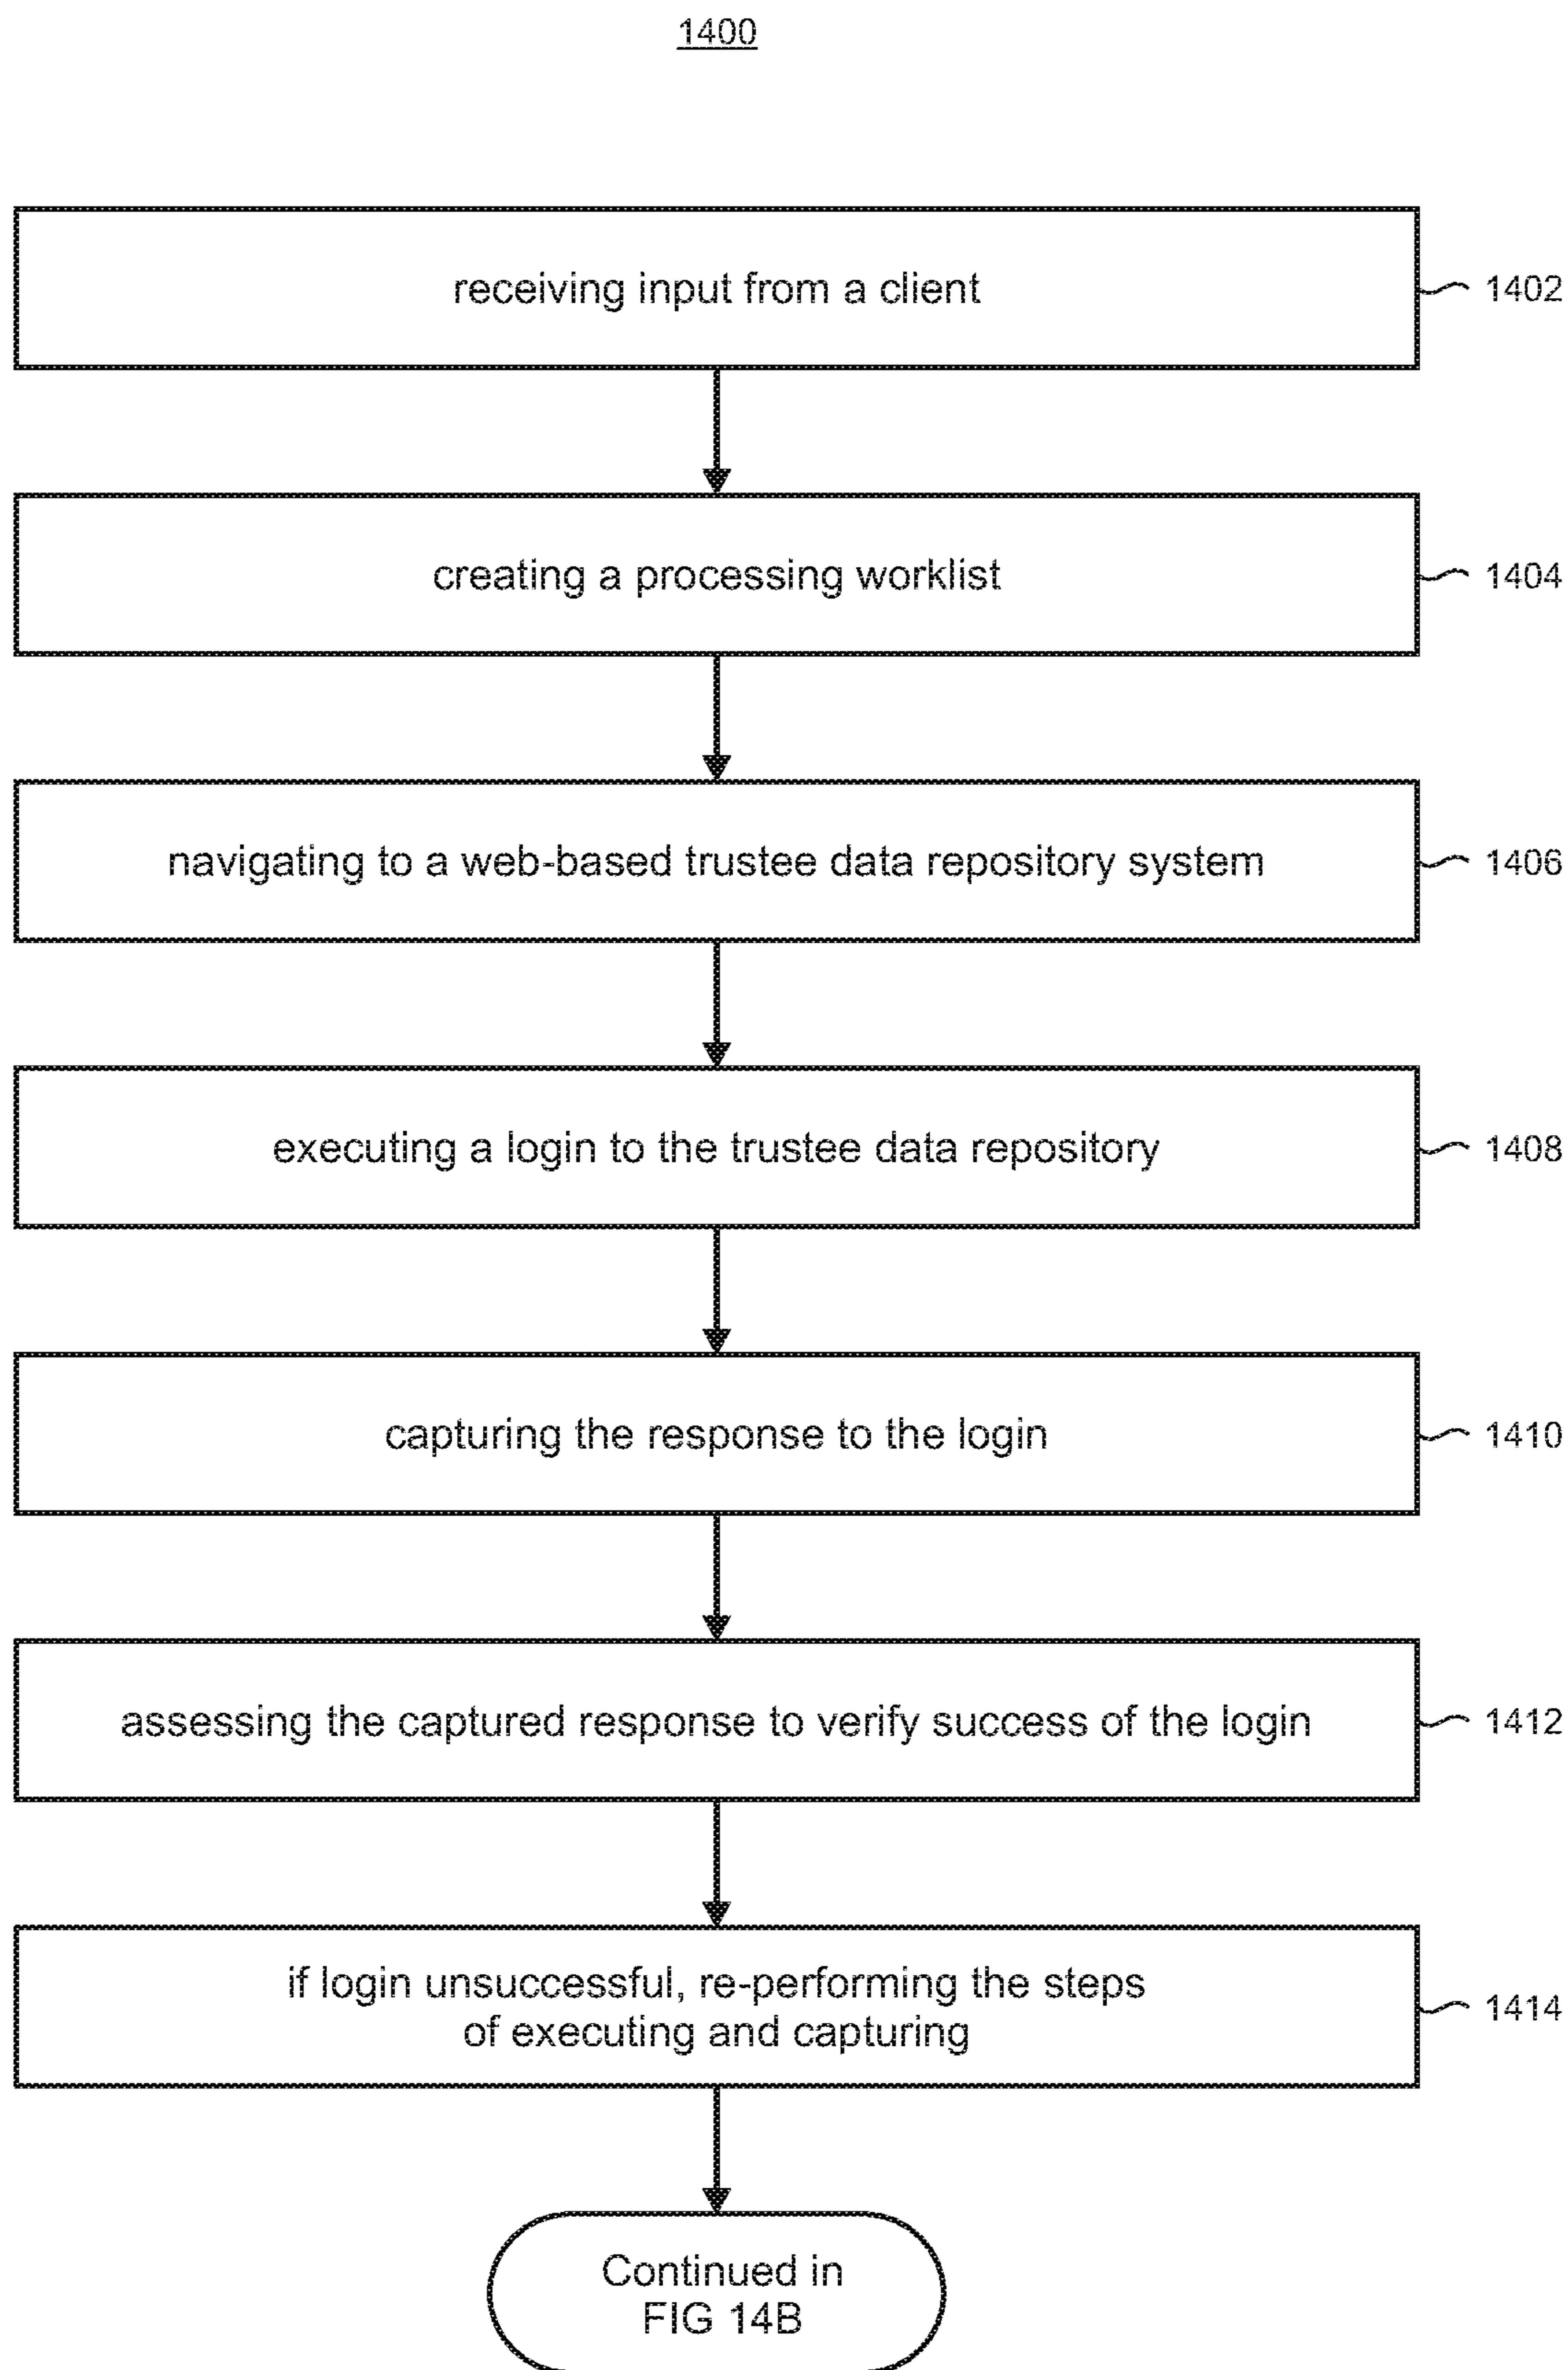 1400
receiving input from a client
1402
creating a processing worklist
1404
navigating to a web-based trustee data repository system
1406
executing a login to the trustee data repository
1408
capturing the response to the login
1410
assessing the captured response to verify success of the login
1412
if login unsuccessful, re-performing the steps
of executing and capturing
1414
Continued in
FIG 14B